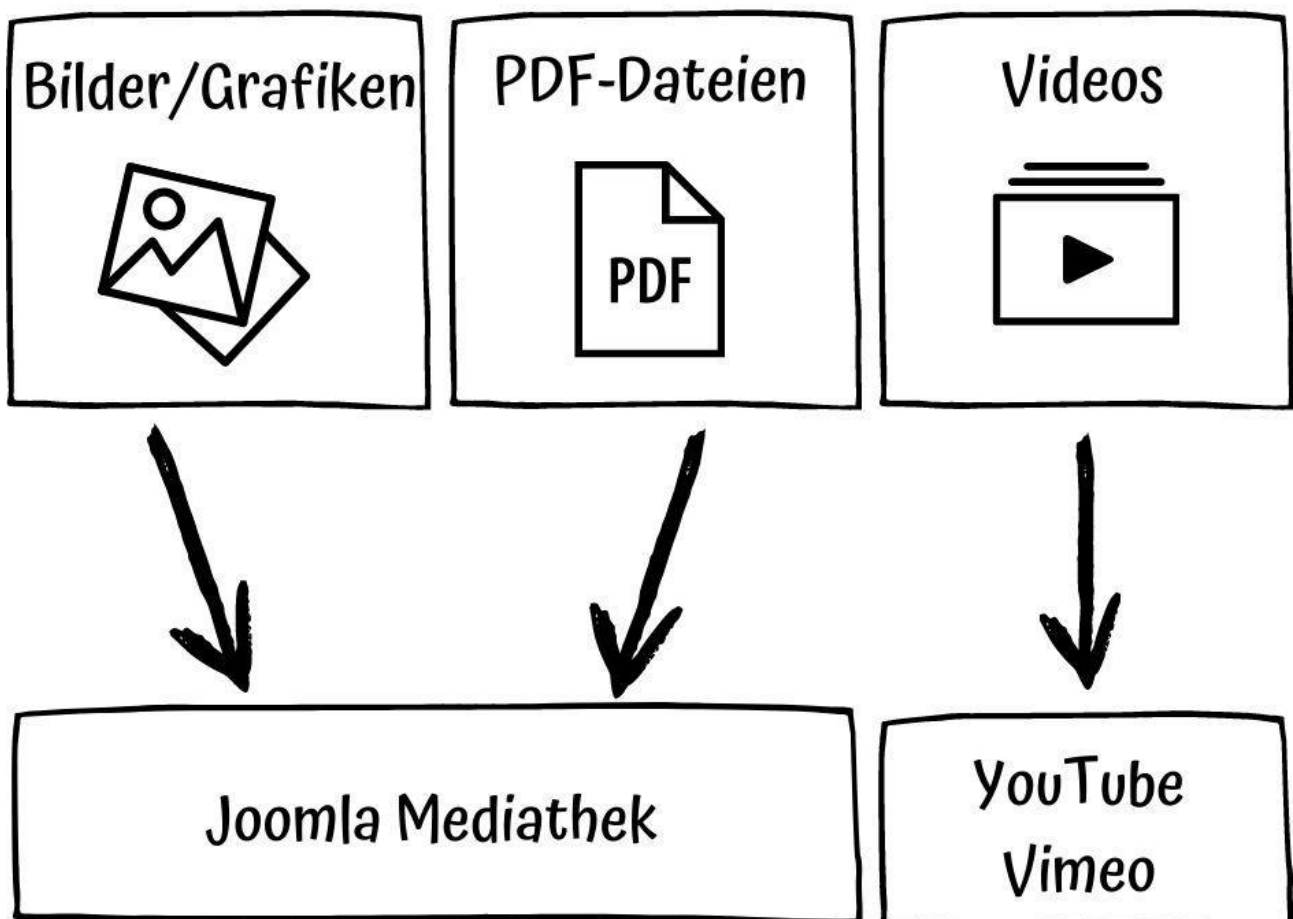 Bilder/Grafiken
PDF-Dateien
Videos
PDF
Joomla Mediathek
YouTube
Vimeo